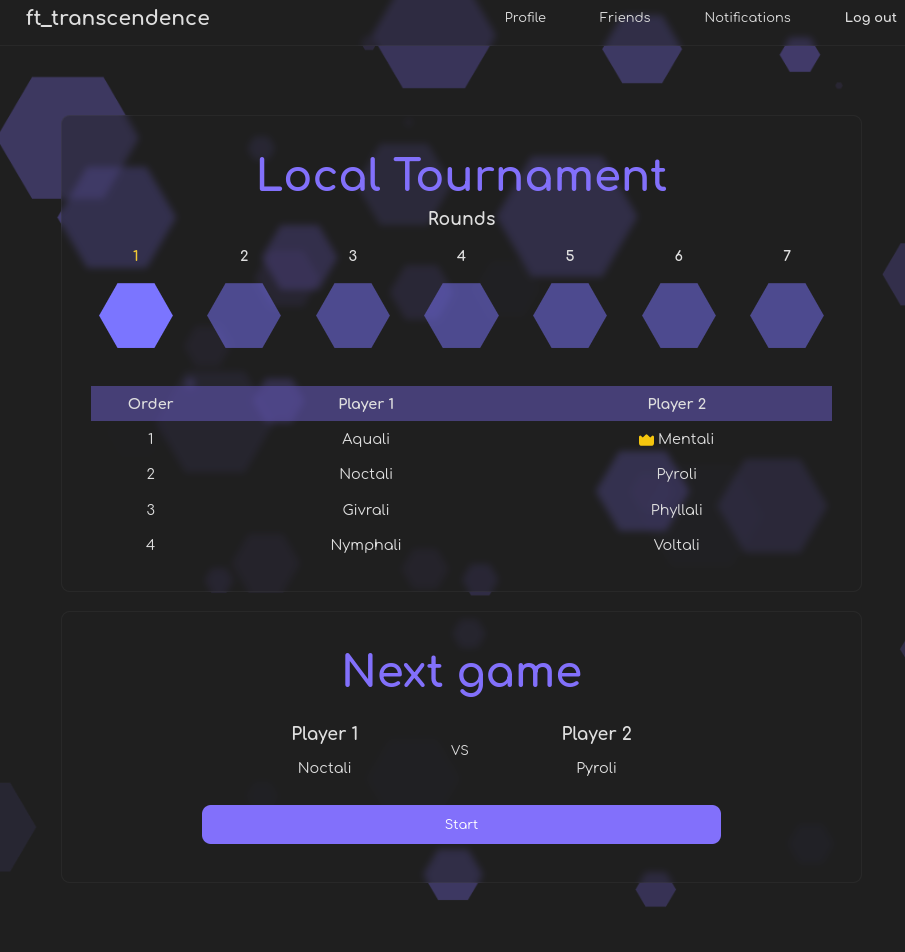 ft_transcendence Profile Friends Notifications Log out
Local Tournament
Rounds
1 2 3 4 5 6 7
Order Player 1 Player 2
1 Aquali Mentali
2 Noctali Pyroli
3 Givrali Phyllali
4 Nymphali Voltali
Next game
Player 1 Player 2
VS
Noctali Pyroli
Start